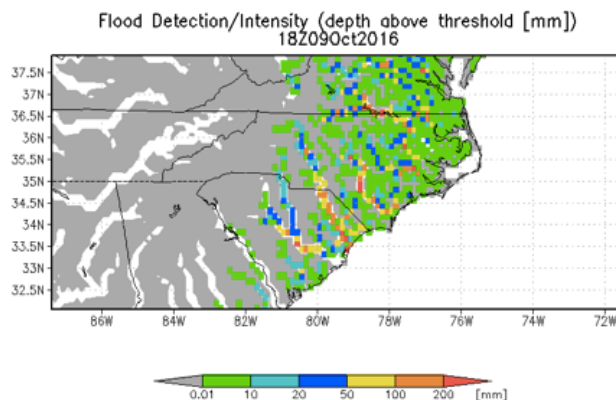 Flood Detection/Intensity (depth above threshold [mm])
18Z09Oct2016
37.5N
37N
36.5N
36N
35.5N
35N
34.5N
34N
33.5N
33N
32.5N
86W 84W 82W 80W 78W 76W 74W 72W
0.01 10 20 50 100 200 [mm]